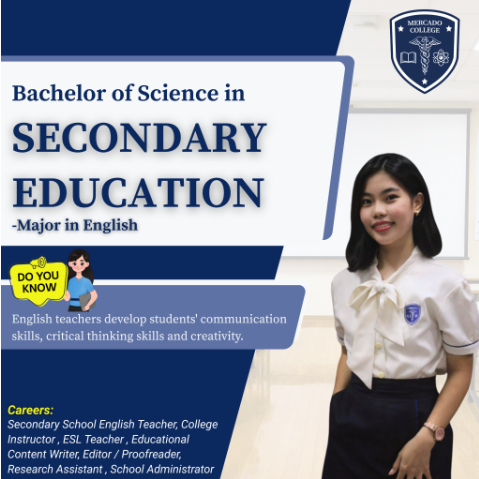 MERCADO
COLLEGE
Bachelor of Science in
SECONDARY
EDUCATION
-Major in English
DO YOU
KNOW
English teachers develop students' communication
skills, critical thinking skills and creativity.
Careers:
Secondary School English Teacher, College
Instructor , ESL Teacher , Educational
Content Writer, Editor / Proofreader,
Research Assistant , School Administrator